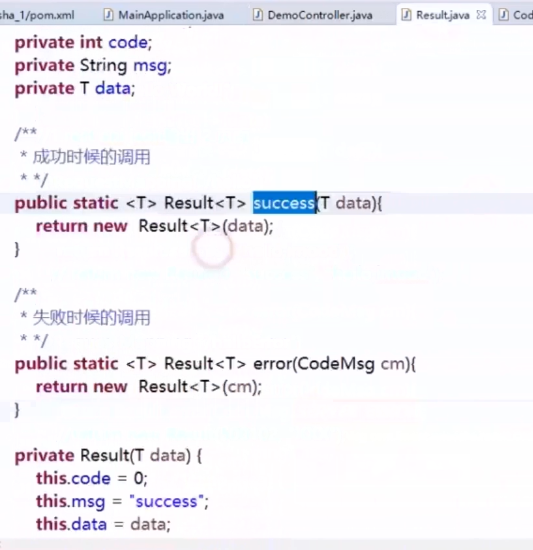 sha_1/pom.xml MainApplication.java DemoController.java Result.java Cod
private int code;
private String msg;
private T data;
/**
* 成功时候的调用
* */
public static <T> Result<T> success(T data){
return new Result<T>(data);
}
/**
* 失败时候的调用
* */
public static <T> Result<T> error(CodeMsg cm){
return new Result<T>(cm);
}
private Result(T data) {
this.code = 0;
this.msg = "success";
this.data = data;